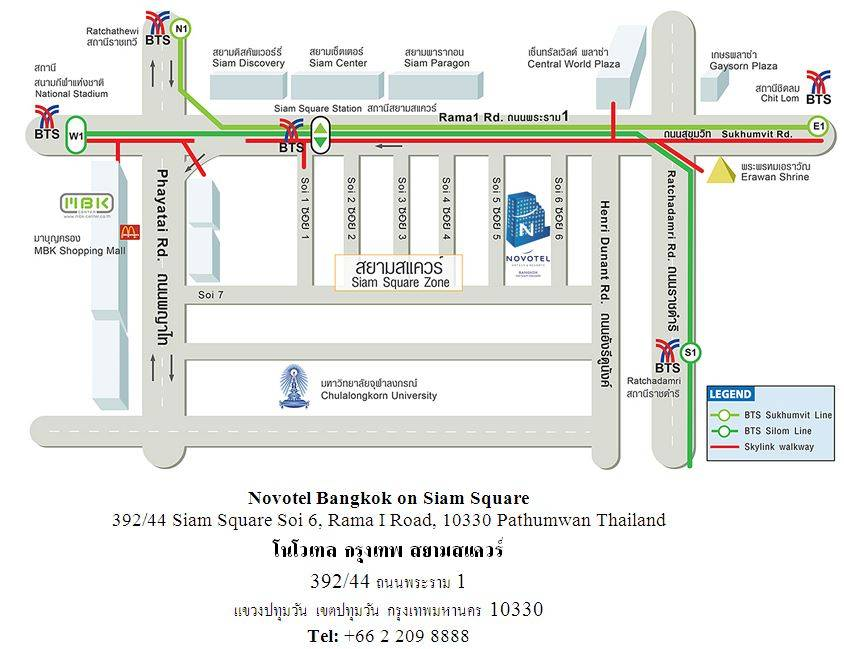 Ratchathewi
สถานีราชเทวี
BTS
N1
สถานี
สนามกีฬาแห่งชาติ
National Stadium
BTS
W1
สยามดิสคัฟเวอร์รี่
Siam Discovery
สยามเซ็ตเตอร์
Siam Center
สยามพารากอน
Siam Paragon
เซ็นทรัลเวิลด์ พลาซ่า
Central World Plaza
เกษรพลาซ่า
Gaysorn Plaza
สถานีชิดลม
Chit Lom
BTS
E1
Siam Square Station สถานีสยามสแควร์
BTS
Rama1 Rd. ถนนพระราม1
ถนนสุขุมวิท Sukhumvit Rd.
พระพรหมเอราวัณ
Erawan Shrine
MBK
CENTER
www.mbk-center.co.th
มาบุญครอง
MBK Shopping Mall
Phayatai Rd. ถนนพญาไท
Soi 1 ซอย 1
Soi 2 ซอย 2
Soi 3 ซอย 3
Soi 4 ซอย 4
Soi 5 ซอย 5
Soi 6 ซอย 6
Soi 7
N
NOVOTEL
HOTELS & RESORTS
BANGKOK
สยามสแควร์
Siam Square Zone
Henri Dunant Rd. ถนนอังรีดูนังต์
Ratchadamri Rd. ถนนราชดำริ
มหาวิทยาลัยจุฬาลงกรณ์
Chulalongkorn University
S1
BTS
Ratchadamri
สถานีราชดำริ
LEGEND
BTS Sukhumvit Line
BTS Silom Line
Skylink walkway
Novotel Bangkok on Siam Square
392/44 Siam Square Soi 6, Rama I Road, 10330 Pathumwan Thailand
โนโวเทล กรุงเทพ สยามสแควร์
392/44 ถนนพระราม 1
แขวงปทุมวัน เขตปทุมวัน กรุงเทพมหานคร 10330
Tel: +66 2 209 8888